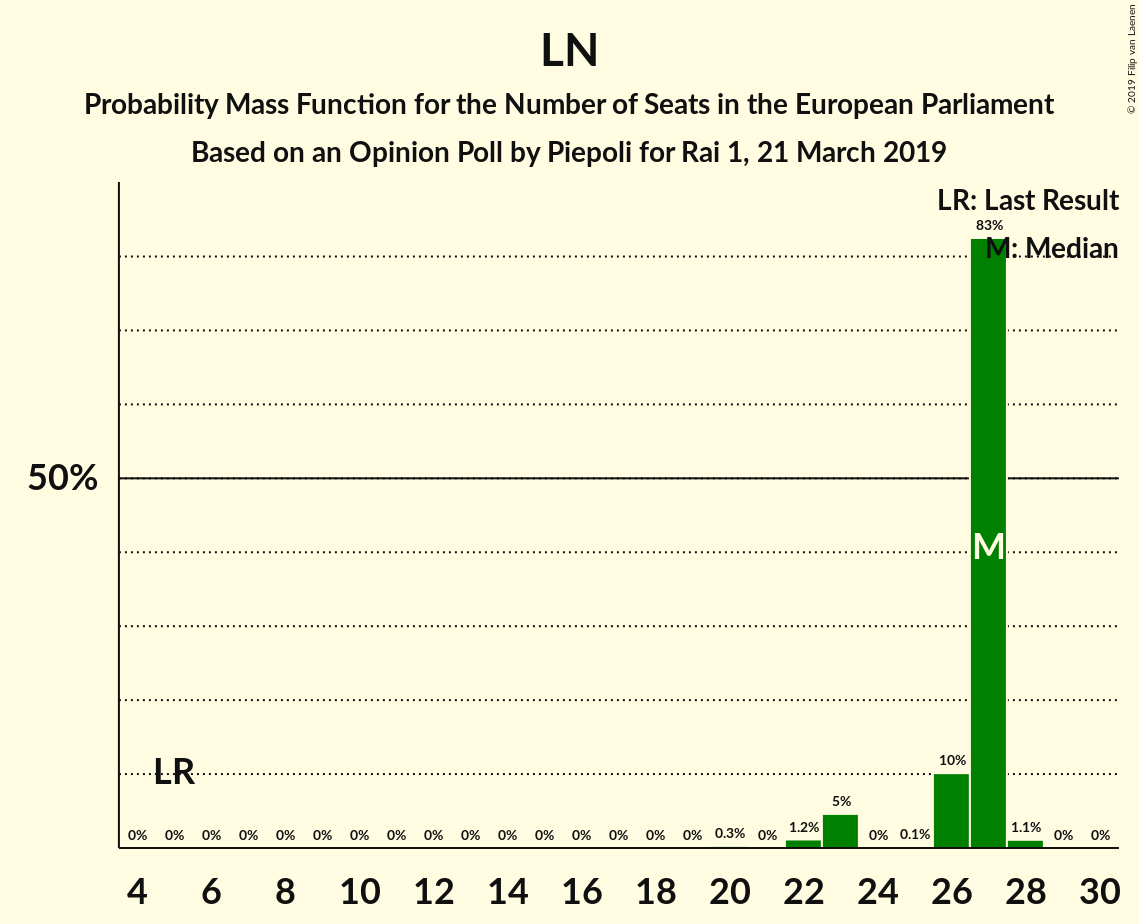 LN
Probability Mass Function for the Number of Seats in the European Parliament
Based on an Opinion Poll by Piepoli for Rai 1, 21 March 2019
© 2019 Filip van Laenen
LR: Last Result
83%
M: Median
50%
M
LR
0% 0% 0% 0% 0% 0% 0% 0% 0% 0% 0% 0% 0% 0% 0% 0% 0.3% 0% 1.2% 5% 0% 0.1% 10% 1.1% 0% 0%
4 6 8 10 12 14 16 18 20 22 24 26 28 30